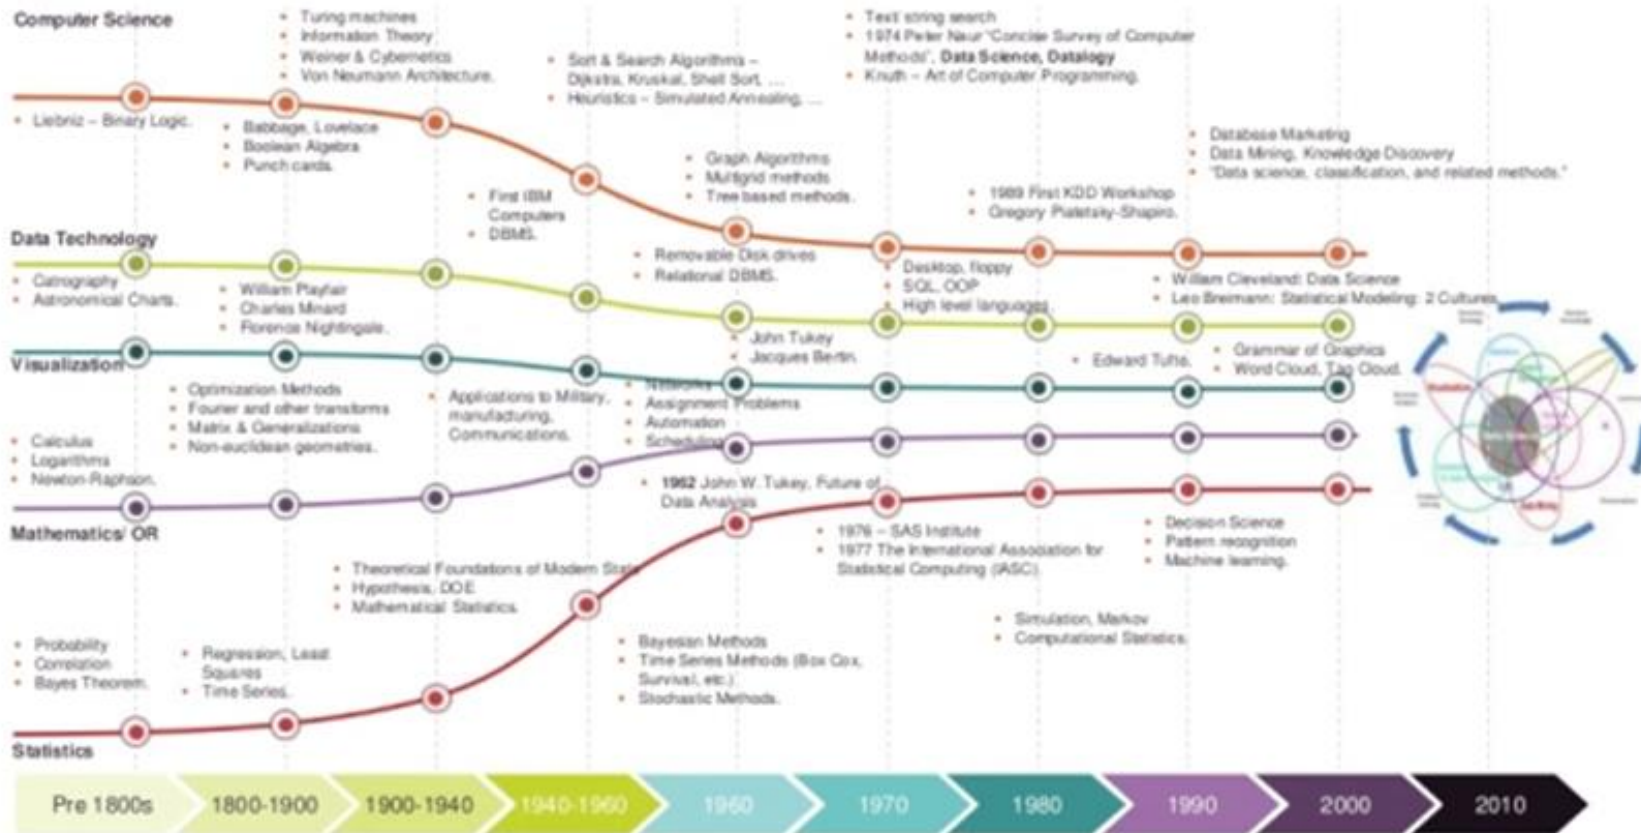 Computer Science
• Turing machines
• Information Theory
• Weiner & Cybernetics
• Von Neumann Architecture.
• Sort & Search Algorithms –
Dijkstra, Kruskal, Shell Sort, …
• Heuristics – Simulated Annealing, …
• Text/ string search
• 1974 Peter Naur “Concise Survey of Computer
Methods”, Data Science, Datalogy
• Knuth – Art of Computer Programming.
• Liebniz – Binary Logic.
• Babbage, Lovelace
• Boolean Algebra
• Punch cards.
• Database Marketing
• Data Mining, Knowledge Discovery
• “Data science, classification, and related methods.”
• Graph Algorithms
• Multigrid methods
• Tree based methods.
• First IBM
Computers
• DBMS.
• 1989 First KDD Workshop
• Gregory Piatetsky-Shapiro.
Data Technology
• Removable Disk drives
• Relational DBMS.
• Desktop, floppy
• SQL, OOP
• High level languages.
• Catrography
• Astronomical Charts.
• William Playfair
• Charles Minard
• Florence Nightingale.
• William Cleveland: Data Science
• Leo Breimann: Statistical Modeling: 2 Cultures
• John Tukey
• Jacques Bertin.
• Edward Tufte.
• Grammar of Graphics
• Word Cloud, Tag Cloud.
Visualization
• Optimization Methods
• Fourier and other transforms
• Matrix & Generalizations
• Non-euclidean geometries.
• Applications to Military,
manufacturing,
Communications.
• Networks
• Assignment Problems
• Automation
• Scheduling
• Calculus
• Logarithms
• Newton-Raphson.
• 1962 John W. Tukey, Future of
Data Analysis
Mathematics/ OR
• 1976 – SAS Institute
• 1977 The International Association for
Statistical Computing (IASC)
• Decision Science
• Pattern recognition
• Machine learning.
• Theoretical Foundations of Modern Stats
• Hypothesis, DOE
• Mathematical Statistics.
• Simulation, Markov
• Computational Statistics.
• Probability
• Correlation
• Bayes Theorem.
• Regression, Least
Squares
• Time Series.
• Bayesian Methods
• Time Series Methods (Box Cox,
Survival, etc.)
• Stochastic Methods.
Statistics
Pre 1800s
1800-1900
1900-1940
1940-1960
1960
1970
1980
1990
2000
2010